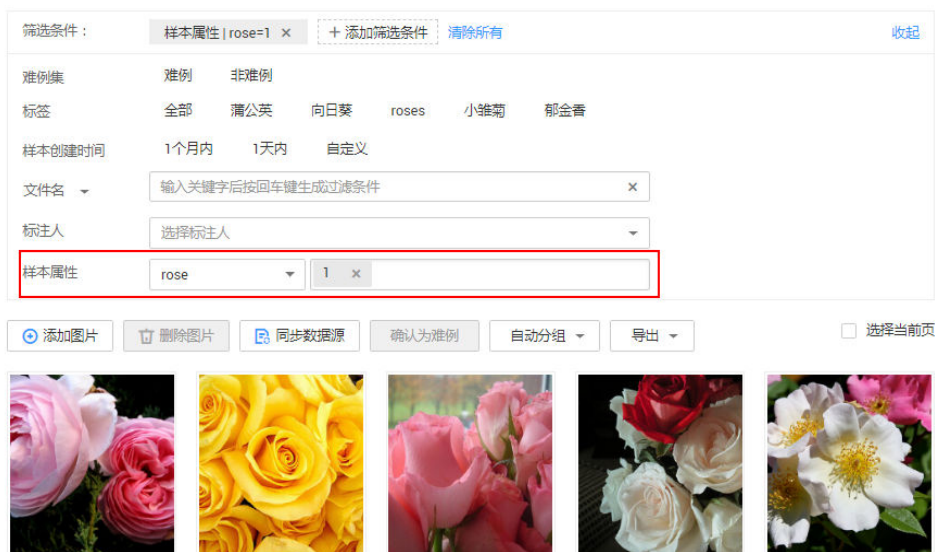 筛选条件： 样本属性 | rose=1 × + 添加筛选条件 清除所有 收起
难例集 难例 非难例
标签 全部 蒲公英 向日葵 roses 小雏菊 郁金香
样本创建时间 1个月内 1天内 自定义
文件名 输入关键字后按回车键生成过滤条件 ×
标注人 选择标注人
样本属性 rose 1 ×
添加图片 删除图片 同步数据源 确认为难例 自动分组 导出 选择当前页